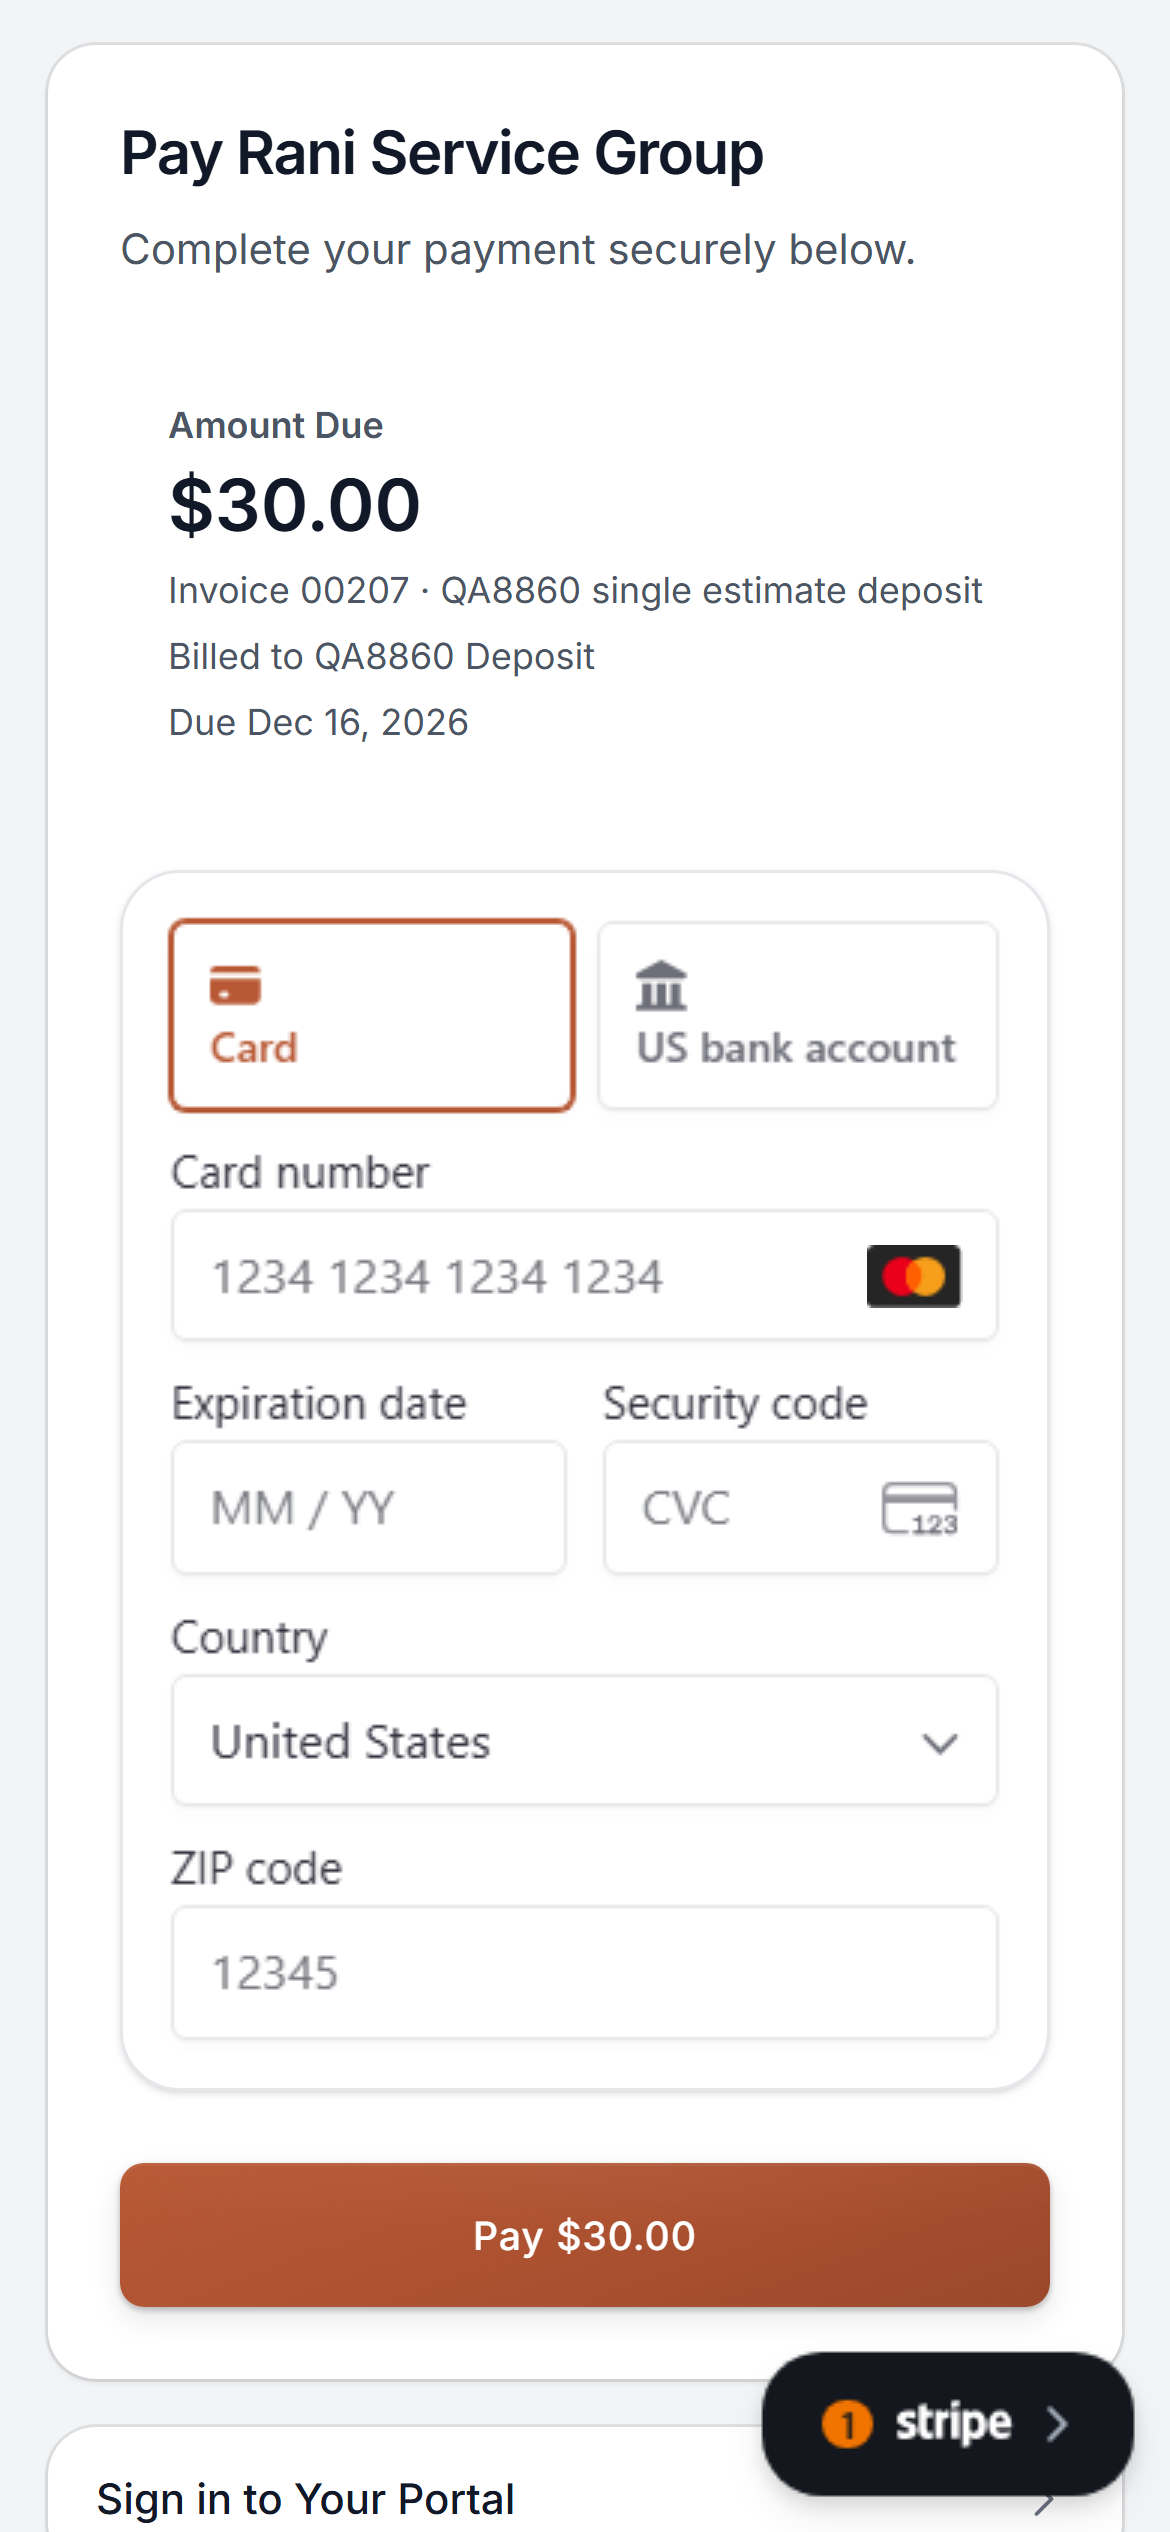 Pay Rani Service Group
Complete your payment securely below.
Amount Due
$30.00
Invoice 00207 · QA8860 single estimate deposit
Billed to QA8860 Deposit
Due Dec 16, 2026
Card
US bank account
Card number
1234 1234 1234 1234
Expiration date
Security code
MM / YY
CVC
123
Country
United States
ZIP code
12345
Pay $30.00
1 stripe
Sign in to Your Portal